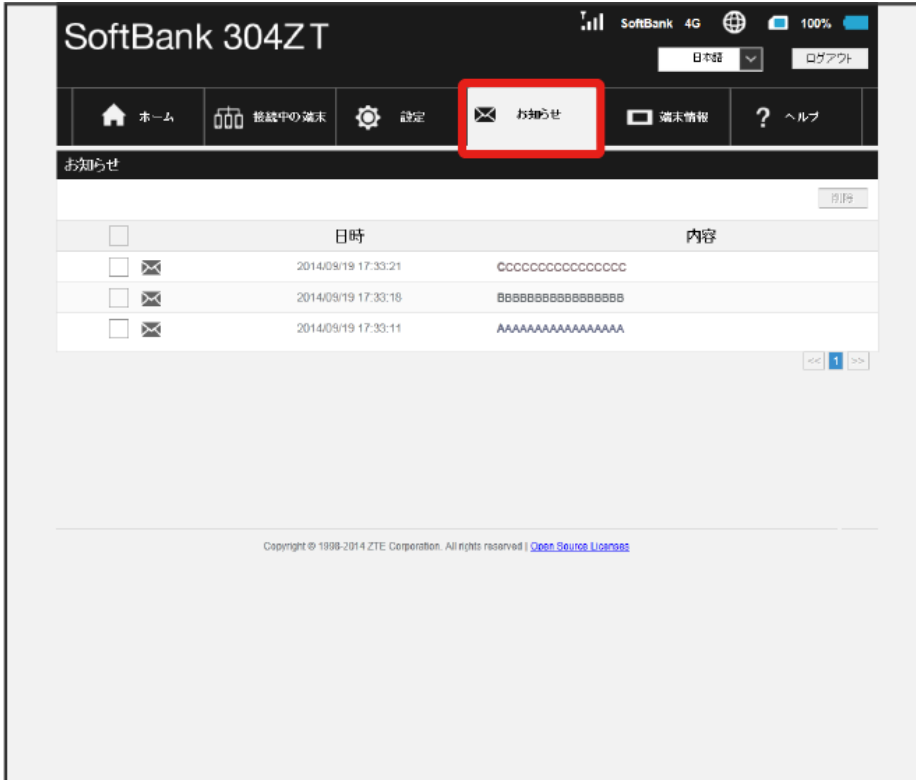 SoftBank 304ZT
SoftBank 4G 100%
日本語 ログアウト
ホーム 接続中の端末 設定 お知らせ 端末情報 ? ヘルプ
お知らせ
削除
日時 内容
2014/09/19 17:33:21 CCCCCCCCCCCCCCCC
2014/09/19 17:33:18 BBBBBBBBBBBBBBBBB
2014/09/19 17:33:11 AAAAAAAAAAAAAAAAA
<< 1 >>
Copyright © 1998-2014 ZTE Corporation. All rights reserved | Open Source Licenses